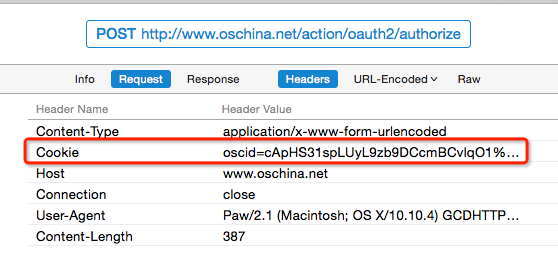 POST http://www.oschina.net/action/oauth2/authorize
Info Request Response Headers URL-Encoded Raw
Header Name Header Value
Content-Type application/x-www-form-urlencoded
Cookie oscid=cApHS31spLUyL9zb9DCcmBCvlqO1%...
Host www.oschina.net
Connection close
User-Agent Paw/2.1 (Macintosh; OS X/10.10.4) GCDHTTP...
Content-Length 387